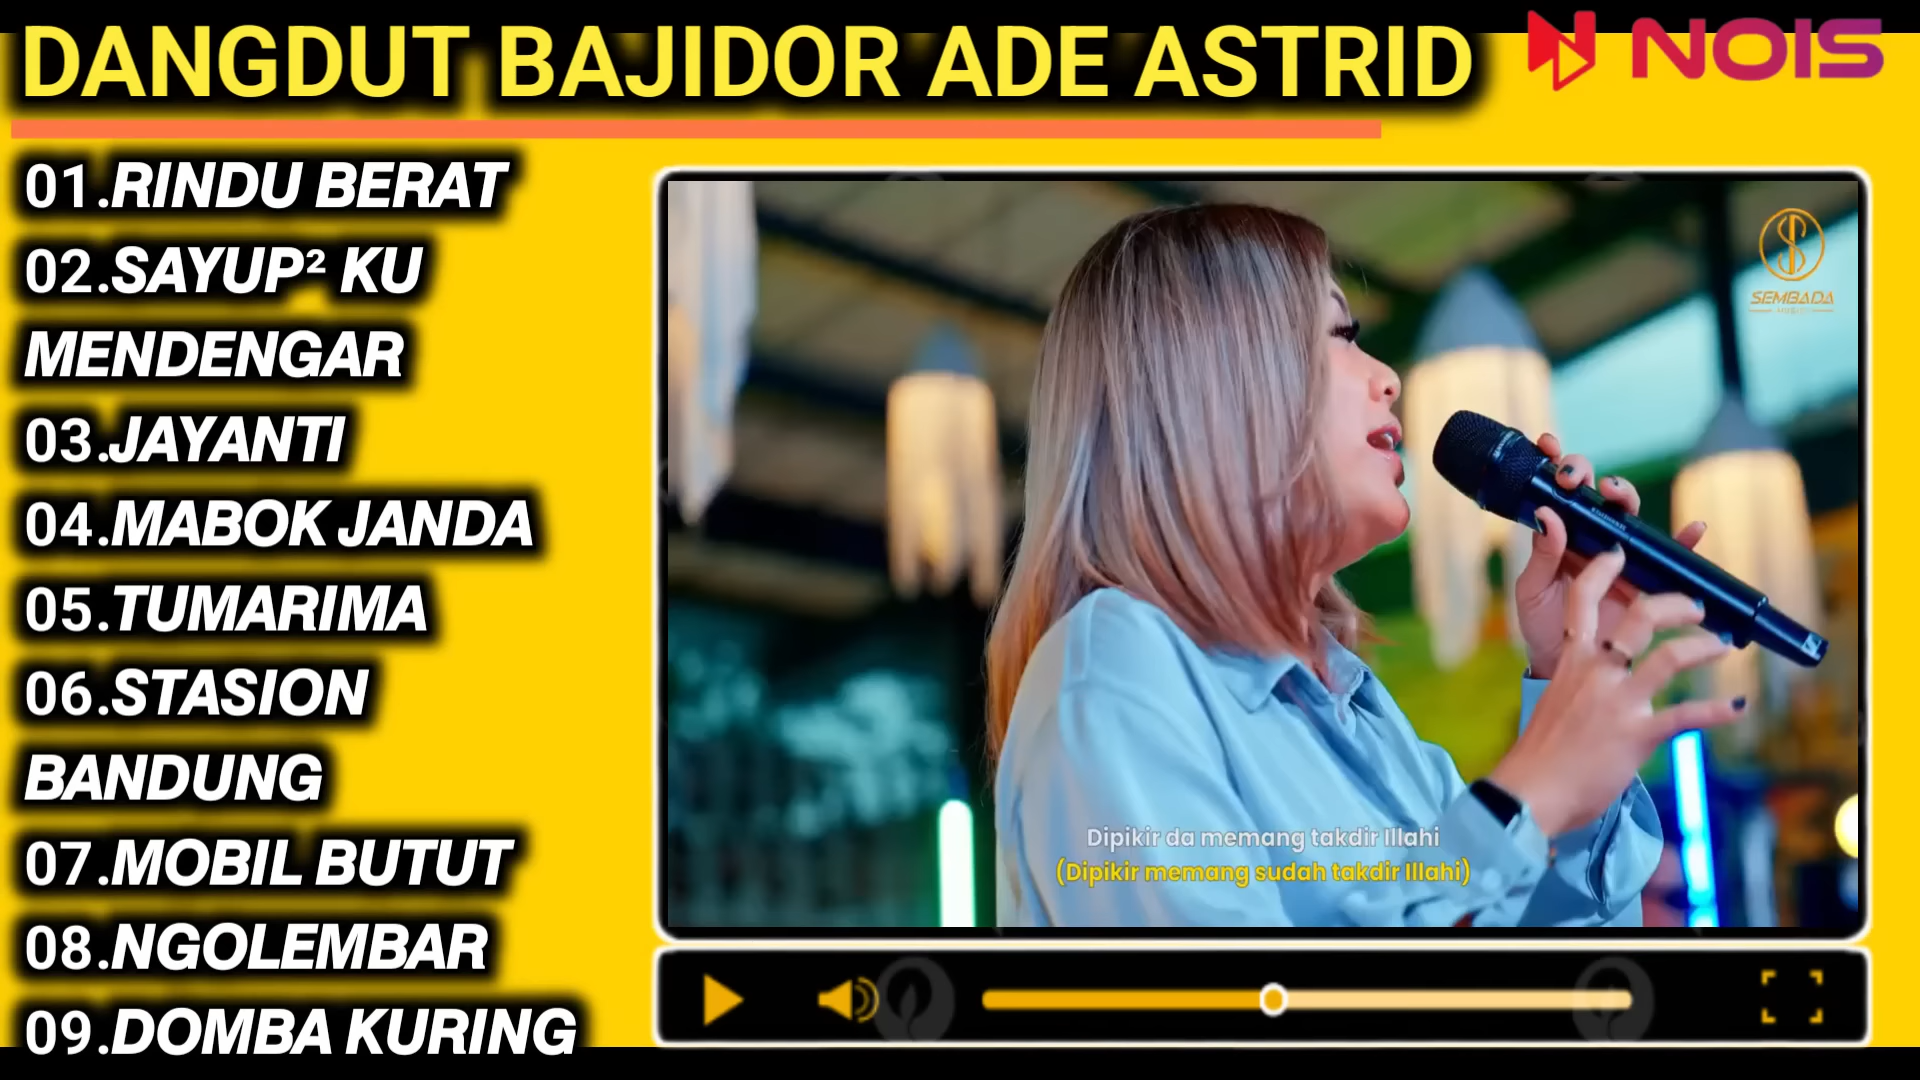 DANGDUT BAJIDOR ADE ASTRID
NOIS
01.RINDU BERAT
02.SAYUP² KU
MENDENGAR
03.JAYANTI
04.MABOK JANDA
05.TUMARIMA
06.STASION
BANDUNG
07.MOBIL BUTUT
08.NGOLEMBAR
09.DOMBA KURING
SEMBADA
MUSIC
Dipikir da memang takdir Illahi
(Dipikir memang sudah takdir Illahi)